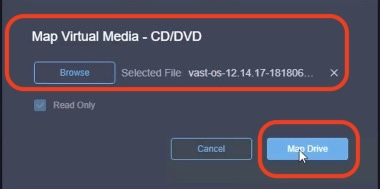 Map Virtual Media - CD/DVD
Browse Selected File vast-os-12.14.17-181806... ×
Read Only
Cancel Map Drive